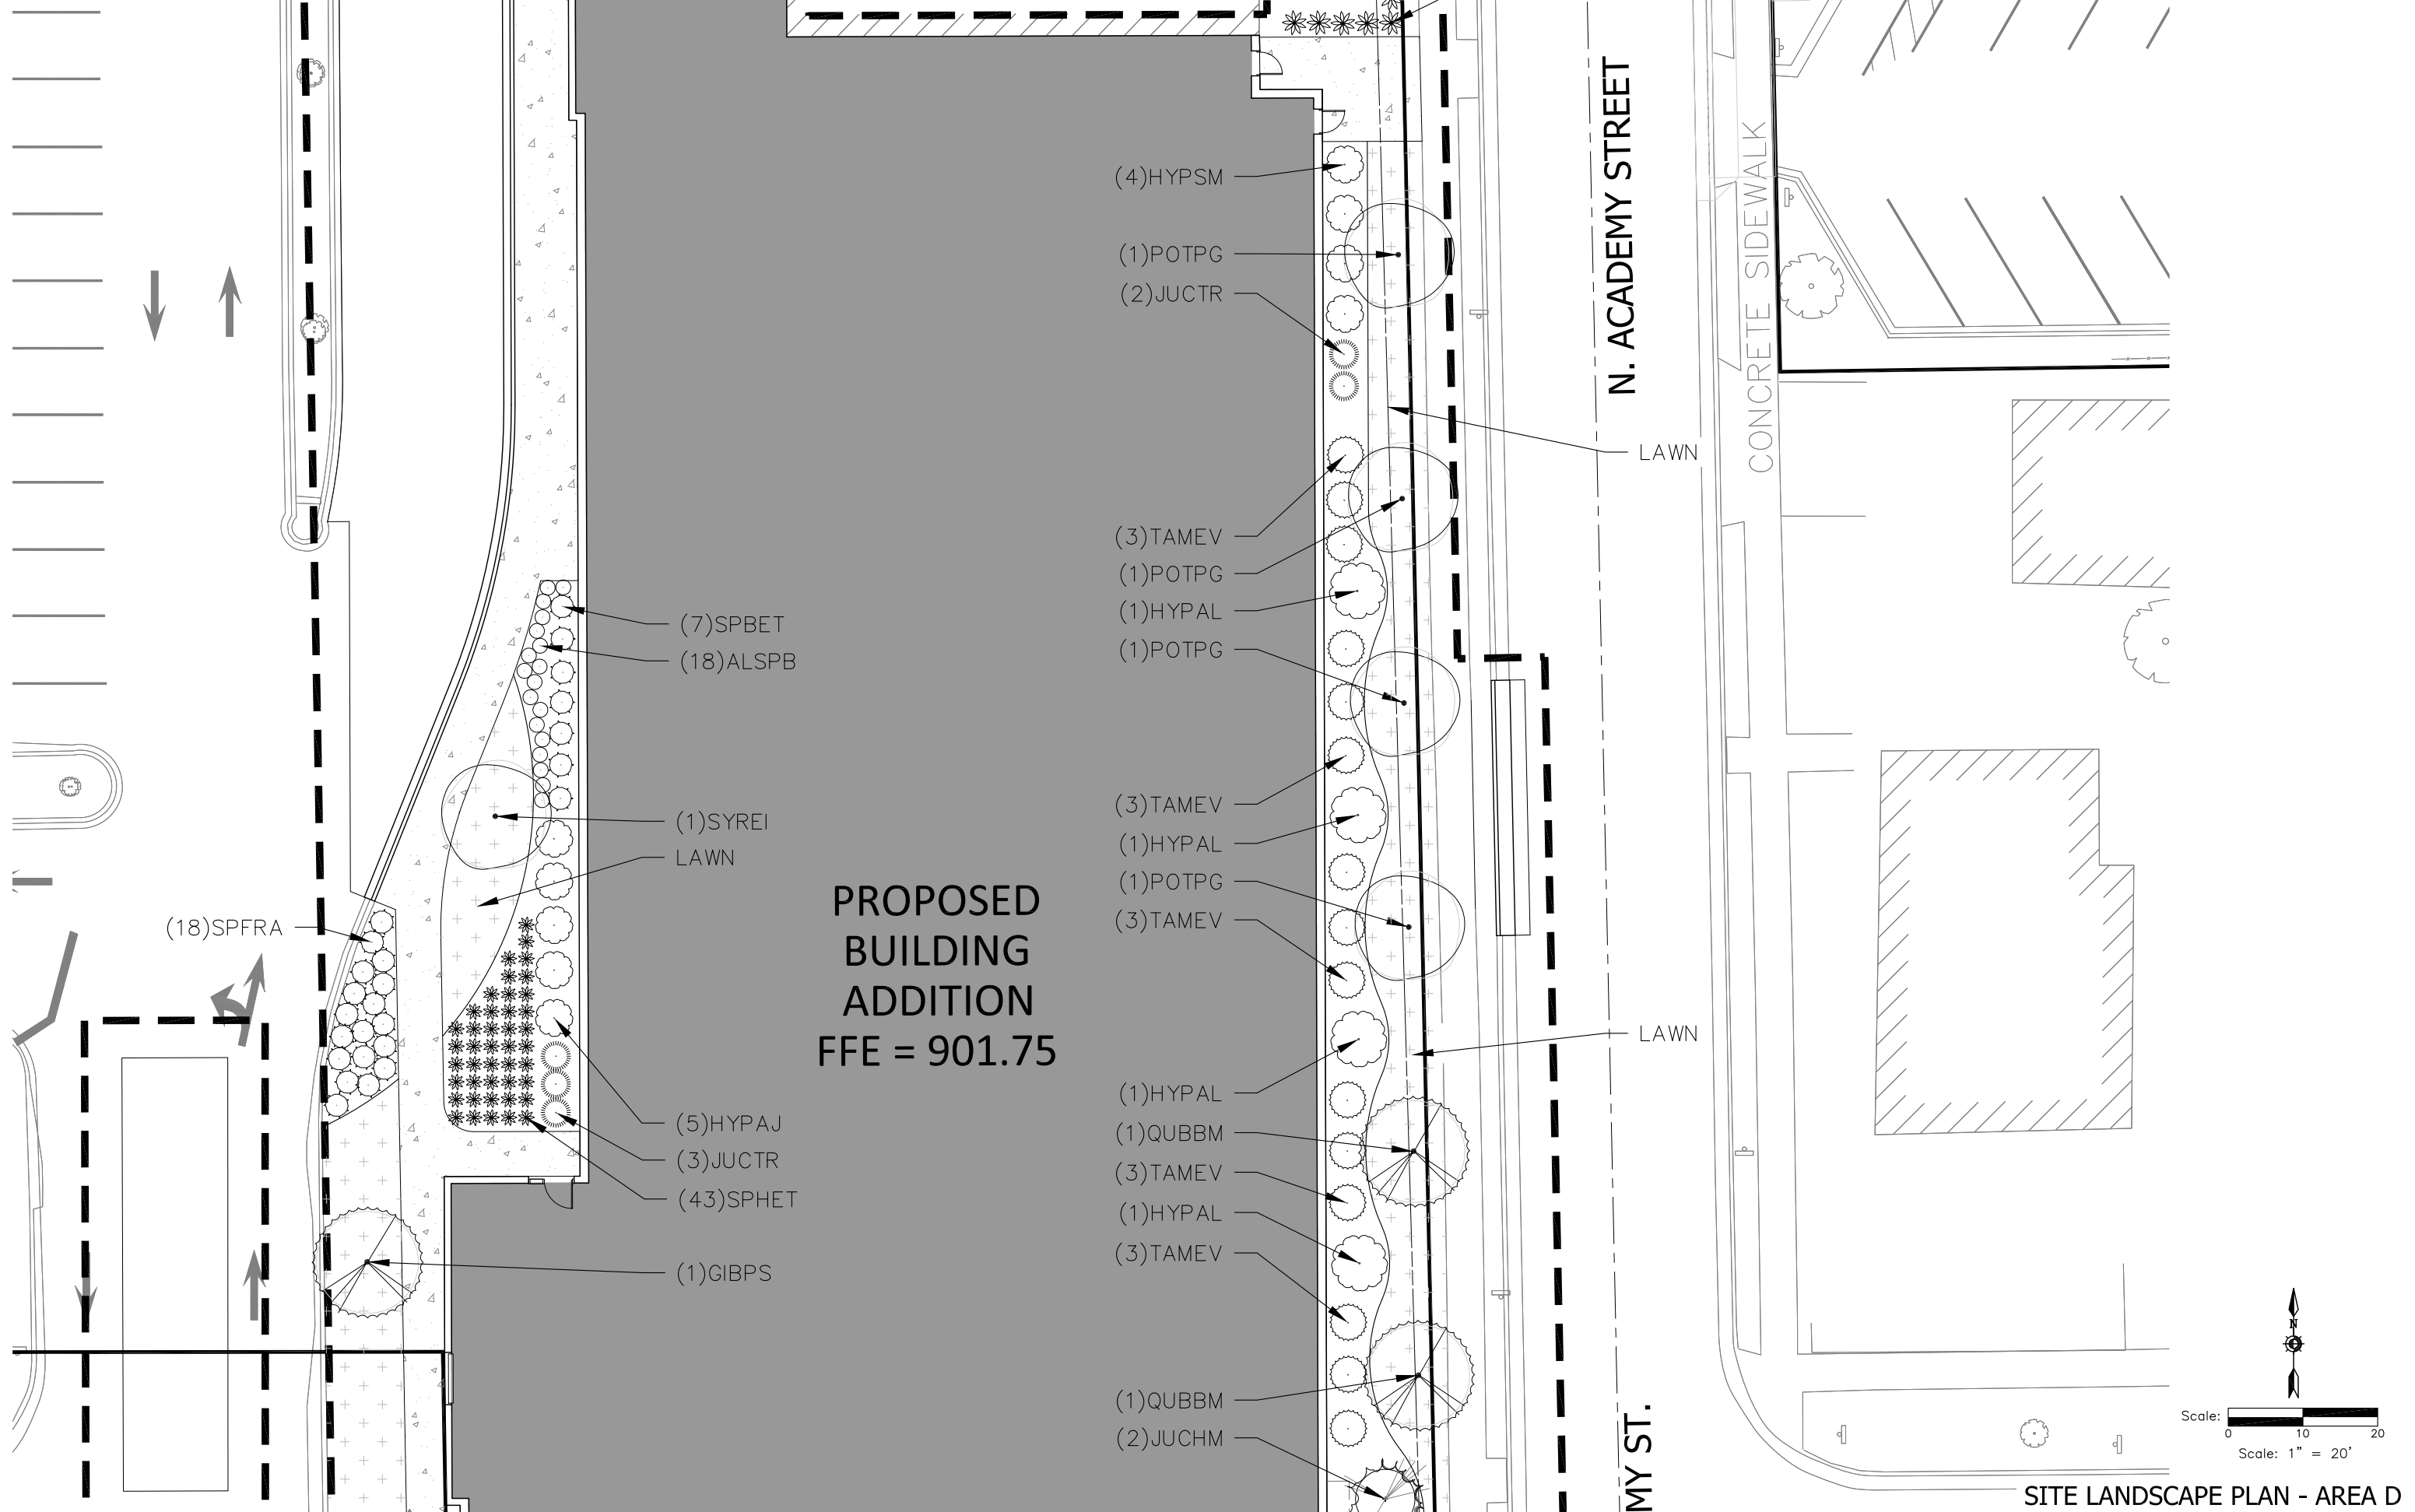 (4)HYPSM
(1)POTPG
(2)JUCTR
N. ACADEMY STREET
CONCRETE SIDEWALK
LAWN
(3)TAMEV
(1)POTPG
(1)HYPAL
(1)POTPG
(7)SPBET
(18)ALSPB
(3)TAMEV
(1)HYPAL
(1)POTPG
(3)TAMEV
(1)SYREI
LAWN
PROPOSED
BUILDING
ADDITION
FFE = 901.75
(18)SPFRA
LAWN
(5)HYPAJ
(3)JUCTR
(43)SPHET
(1)GIBPS
(1)HYPAL
(1)QUBBM
(3)TAMEV
(1)HYPAL
(3)TAMEV
(1)QUBBM
(2)JUCHM
MY ST.
N
Scale:
0 10 20
Scale: 1" = 20'
SITE LANDSCAPE PLAN - AREA D